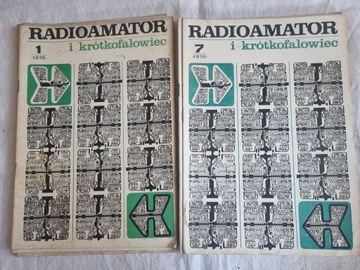 RADIOAMATOR
i krótkofalowiec
1
·1970·
RADIOAMATOR
i krótkofalowiec
7
·1970·